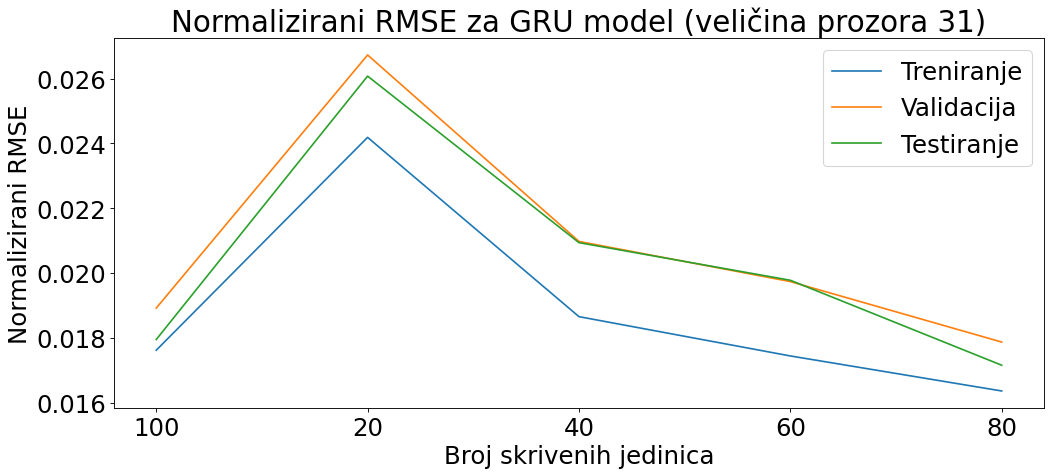 Normalizirani RMSE za GRU model (veličina prozora 31)
Normalizirani RMSE
0.026
0.024
0.022
0.020
0.018
0.016
Treniranje
Validacija
Testiranje
100 20 40 60 80
Broj skrivenih jedinica